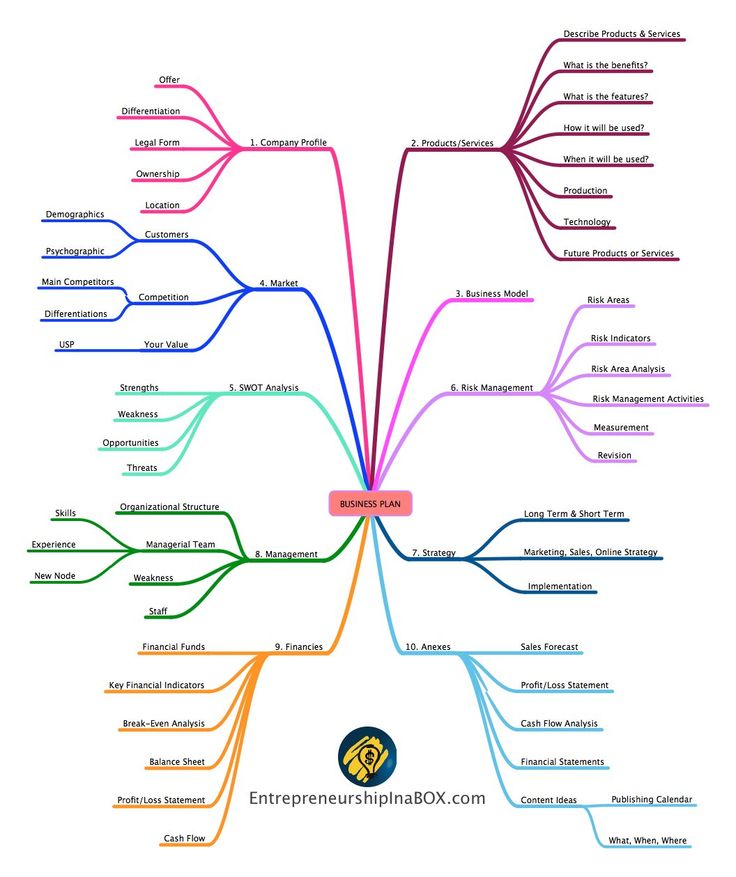 Offer
Differentiation
Legal Form
Ownership
Location
1. Company Profile
2. Products/Services
Describe Products & Services
What is the benefits?
What is the features?
How it will be used?
When it will be used?
Production
Technology
Future Products or Services
3. Business Model
Demographics
Psychographic
Customers
Main Competitors
Differentiations
Competition
USP
Your Value
4. Market
Strengths
Weakness
Opportunities
Threats
5. SWOT Analysis
6. Risk Management
Risk Areas
Risk Indicators
Risk Area Analysis
Risk Management Activities
Measurement
Revision
BUSINESS PLAN
7. Strategy
Long Term & Short Term
Marketing, Sales, Online Strategy
Implementation
Organizational Structure
Skills
Experience
New Node
Managerial Team
Weakness
Staff
8. Management
Financial Funds
Key Financial Indicators
Break-Even Analysis
Balance Sheet
Profit/Loss Statement
Cash Flow
9. Financies
10. Anexes
Sales Forecast
Profit/Loss Statement
Cash Flow Analysis
Financial Statements
Content Ideas
Publishing Calendar
What, When, Where
$
EntrepreneurshipInaBOX.com